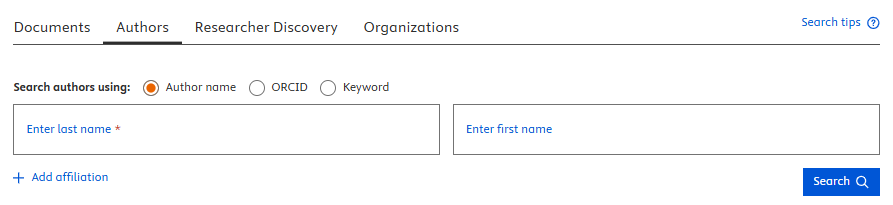 Documents Authors Researcher Discovery Organizations Search tips
Search authors using: Author name ORCID Keyword
Enter last name * Enter first name
+ Add affiliation Search